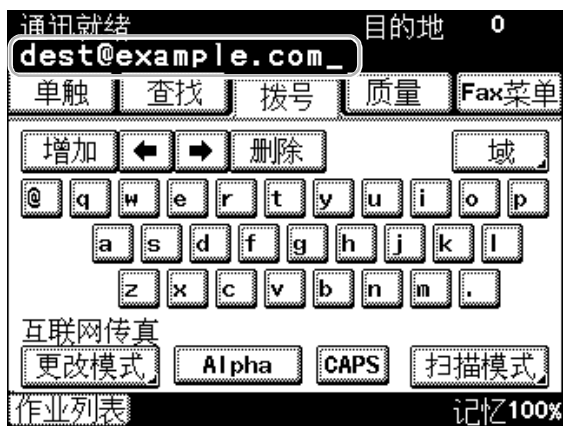 通讯就绪 目的地 0
dest@example.com_
单触 查找 拨号 质量 Fax菜单
增加 ← → 删除 域
@ q w e r t y u i o p
a s d f g h j k l
z x c v b n m .
互联网传真
更改模式 Alpha CAPS 扫描模式
作业列表 记忆100%